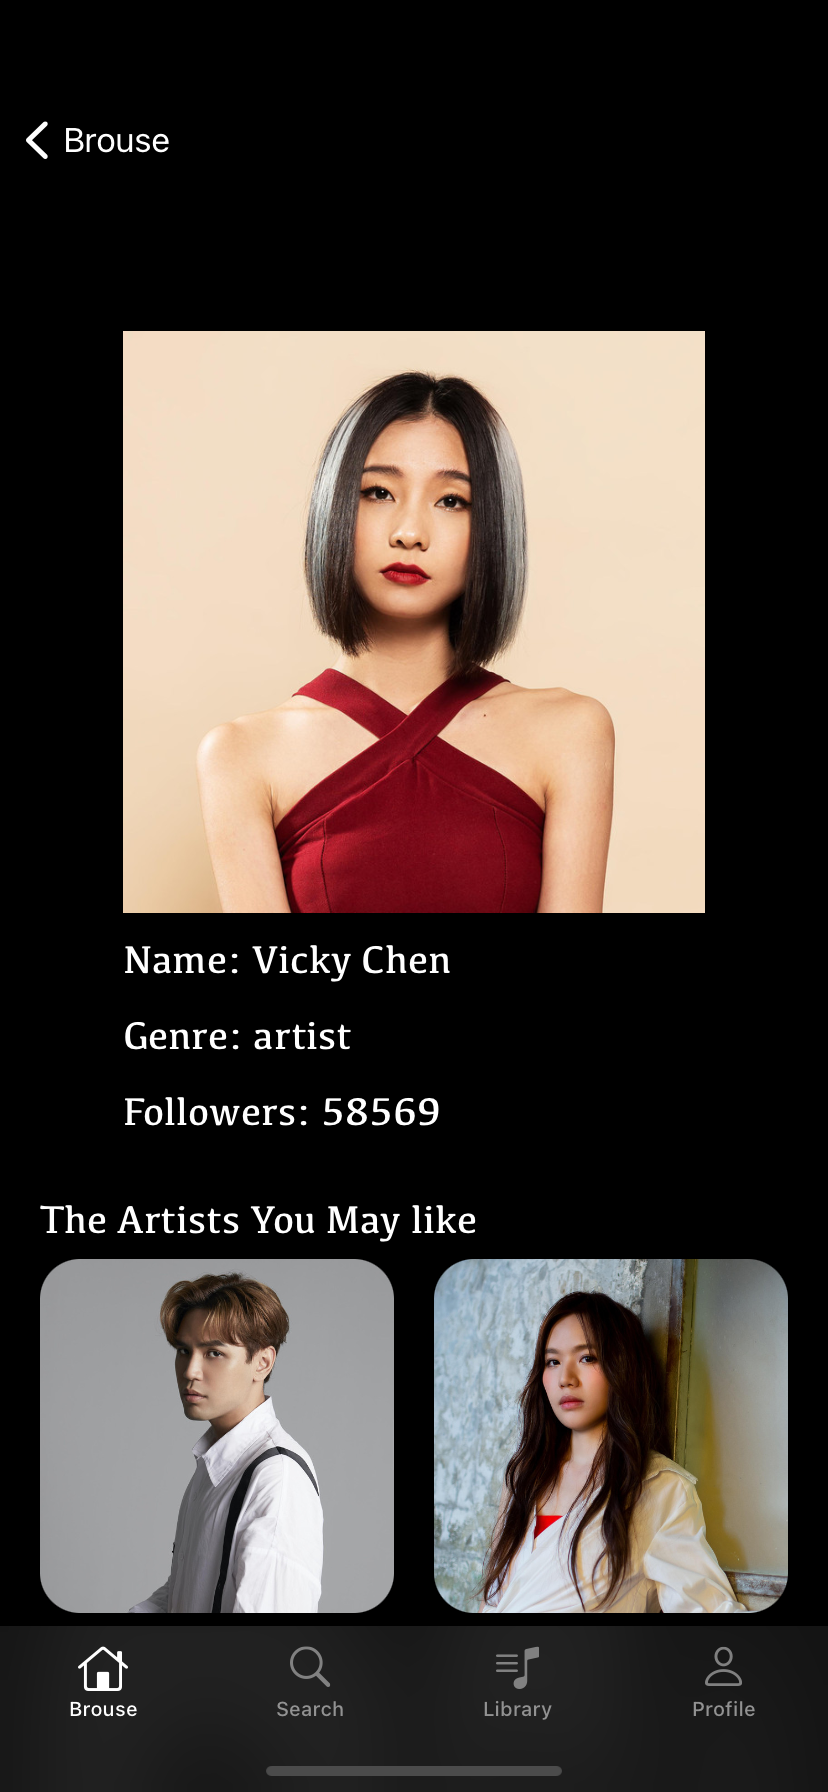 Brouse
Name: Vicky Chen
Genre: artist
Followers: 58569
The Artists You May like
Brouse
Search
Library
Profile